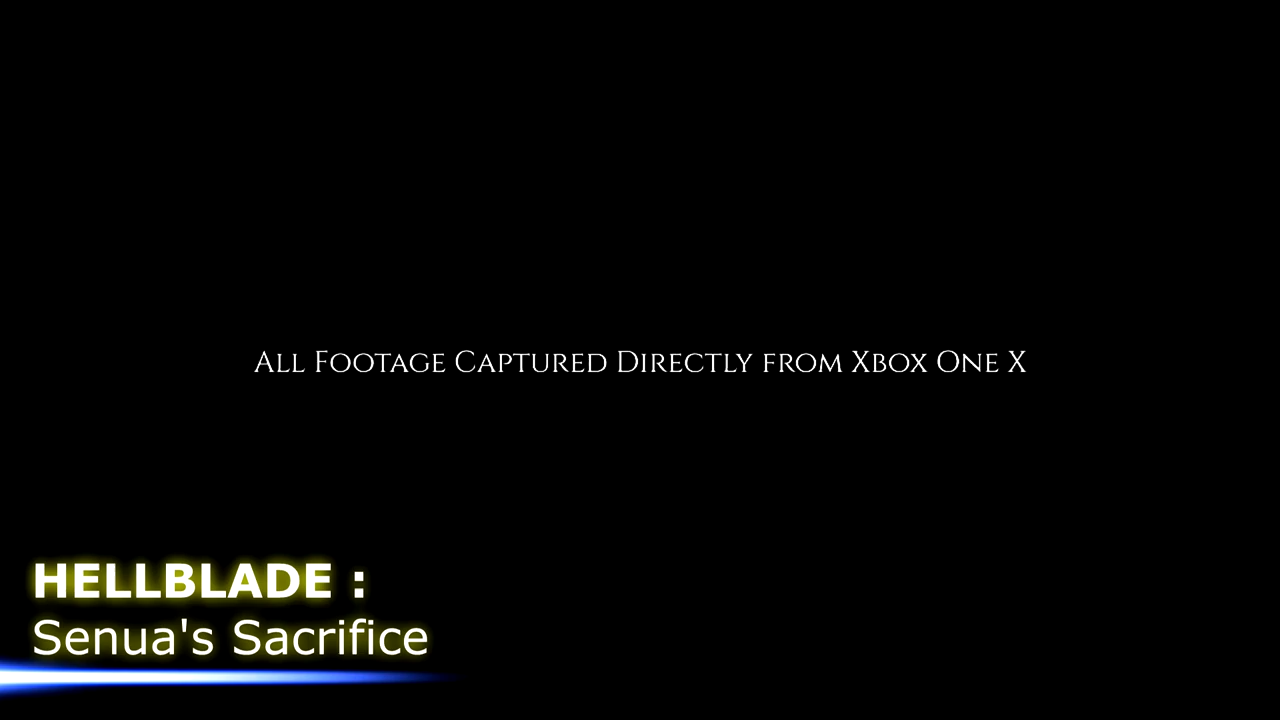 All Footage Captured Directly from Xbox One X
HELLBLADE :
Senua's Sacrifice